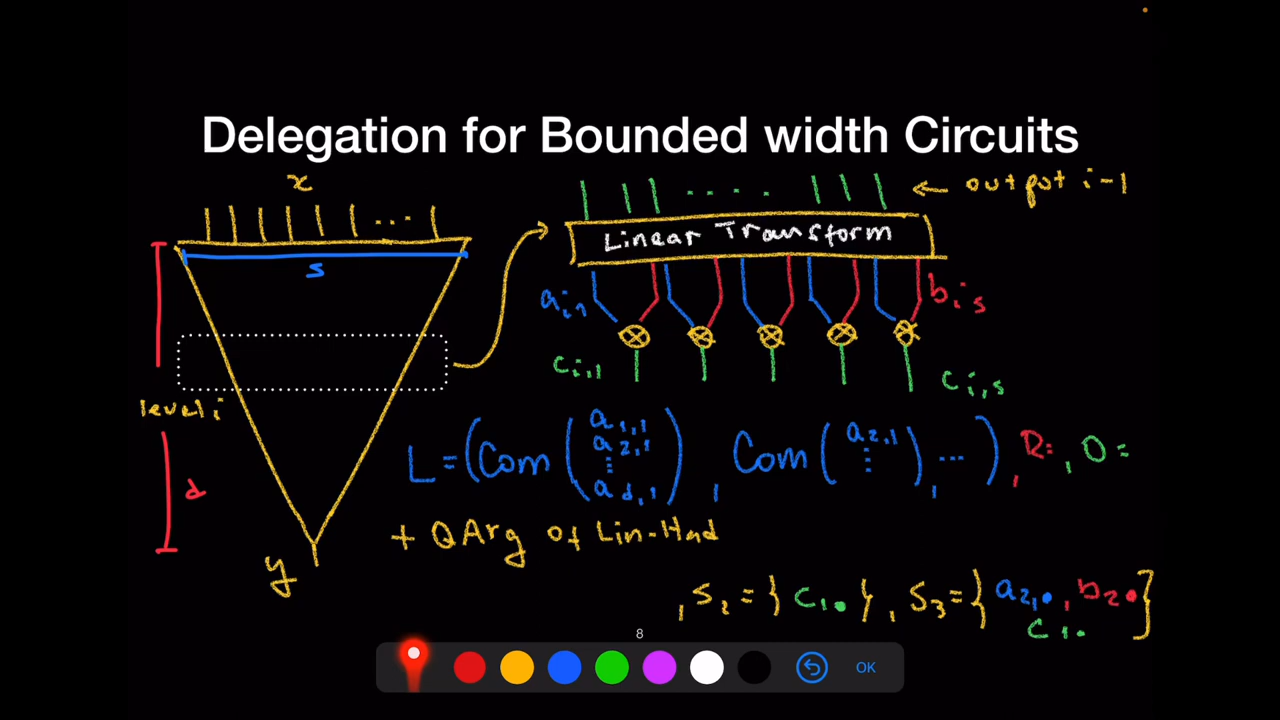 Delegation for Bounded width Circuits
x
s
level i
d
y
output i-1
Linear Transform
a i,1
b i,s
c i,1
c i,s
L = (Com ( a 1,1 a 2,1 ⋮ a d,1 ) , Com ( a 2,1 ⋮ ) , ... ) , R = , O =
+ QArg of Lin-Had
, S2 = { C1• } , S3 = { a2,• , b2• C1• }
8
OK